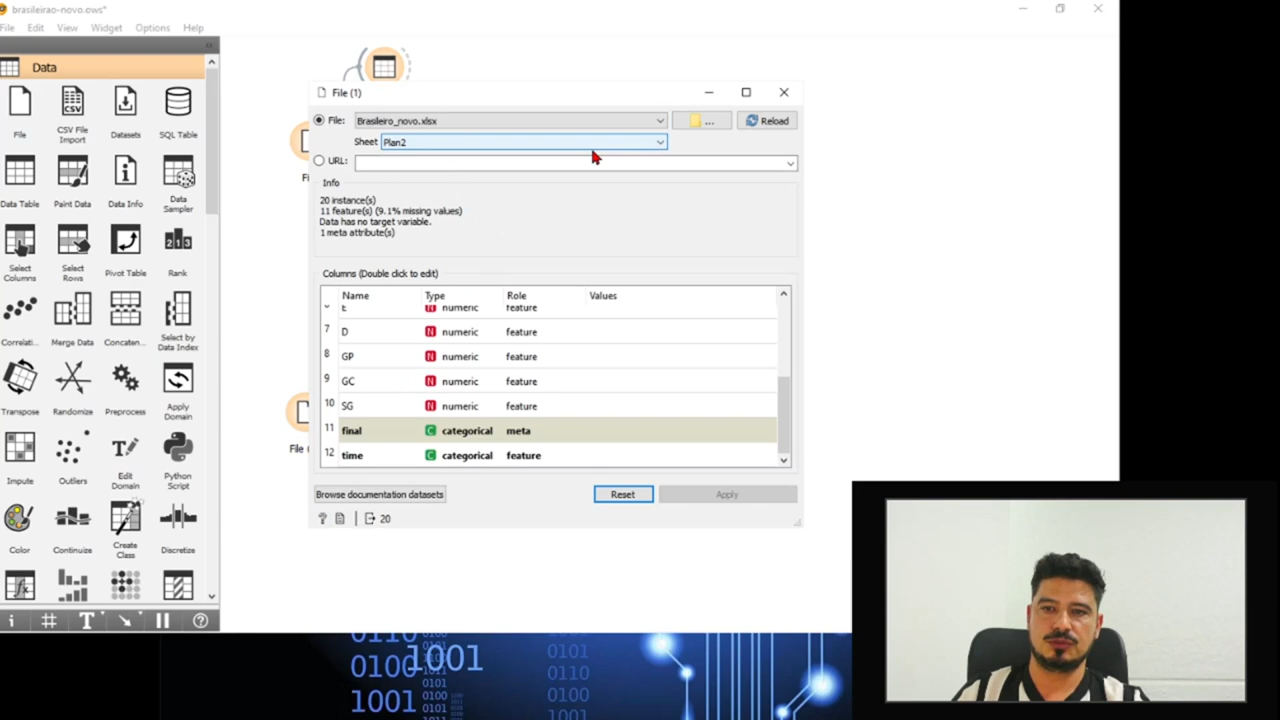 brasileirao-novo.ows*
File Edit View Widget Options Help
Data
File CSV File Import Datasets SQL Table
Data Table Paint Data Data Info Data Sampler
Select Columns Select Rows Pivot Table Rank
Correlati... Merge Data Concaten... Select by Data Index
Transpose Randomize Preprocess Apply Domain
Impute Outliers Edit Domain Python Script
Color Continuize Create Class Discretize
File (1)
File: Brasileiro_novo.xlsx ... Reload
Sheet Plan2
URL:
Info
20 instance(s)
11 feature(s) (9.1% missing values)
Data has no target variable.
1 meta attribute(s)
Columns (Double click to edit)
Name Type Role Values
E numeric feature
7 D numeric feature
8 GP numeric feature
9 GC numeric feature
10 SG numeric feature
11 final categorical meta
12 time categorical feature
Browse documentation datasets Reset Apply
20
0100 1001
1001
0101
0110
0100